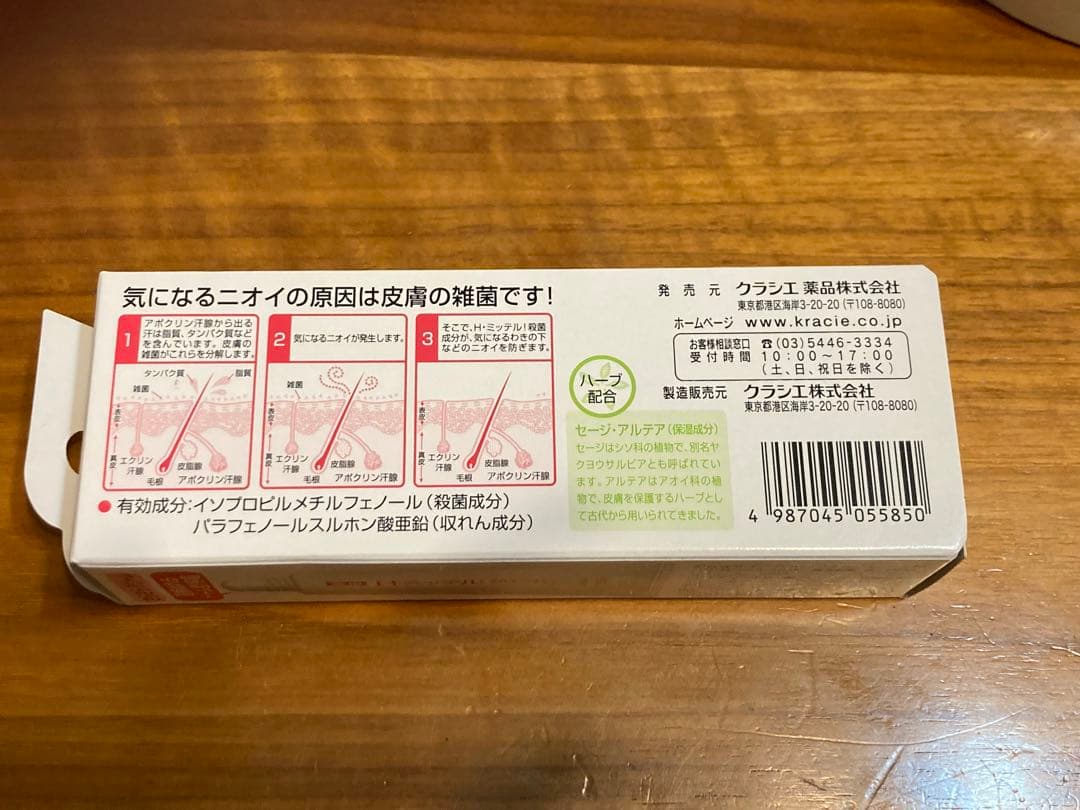 気になるニオイの原因は皮膚の雑菌です!
1
アポクリン汗腺から出る
汗は脂質、タンパク質など
を含んでいます。皮膚の
雑菌がこれらを分解します。
タンパク質
脂質
雑菌
表皮
真皮
エクリン
汗腺
皮脂腺
毛根
アポクリン汗腺
2
気になるニオイが発生します。
雑菌
表皮
真皮
エクリン
汗腺
皮脂腺
毛根
アポクリン汗腺
3
そこで、H・ミッテル!殺菌
成分が、気になるわきの下
などのニオイを防ぎます。
表皮
真皮
エクリン
汗腺
皮脂腺
毛根
アポクリン汗腺
●有効成分:イソプロピルメチルフェノール(殺菌成分)
パラフェノールスルホン酸亜鉛(収れん成分)
ハーブ
配合
セージ・アルテア(保湿成分)
セージはシソ科の植物で、別名ヤ
クヨウサルビアとも呼ばれてい
ます。アルテアはアオイ科の植
物で、皮膚を保護するハーブとし
て古代から用いられてきました。
発売元 クラシエ薬品株式会社
東京都港区海岸3-20-20(〒108-8080)
ホームページ www.kracie.co.jp
お客様相談窓口 ☎(03)5446-3334
受付時間 10:00~17:00
(土、日、祝日を除く)
製造販売元 クラシエ株式会社
東京都港区海岸3-20-20(〒108-8080)
4 987045 055850